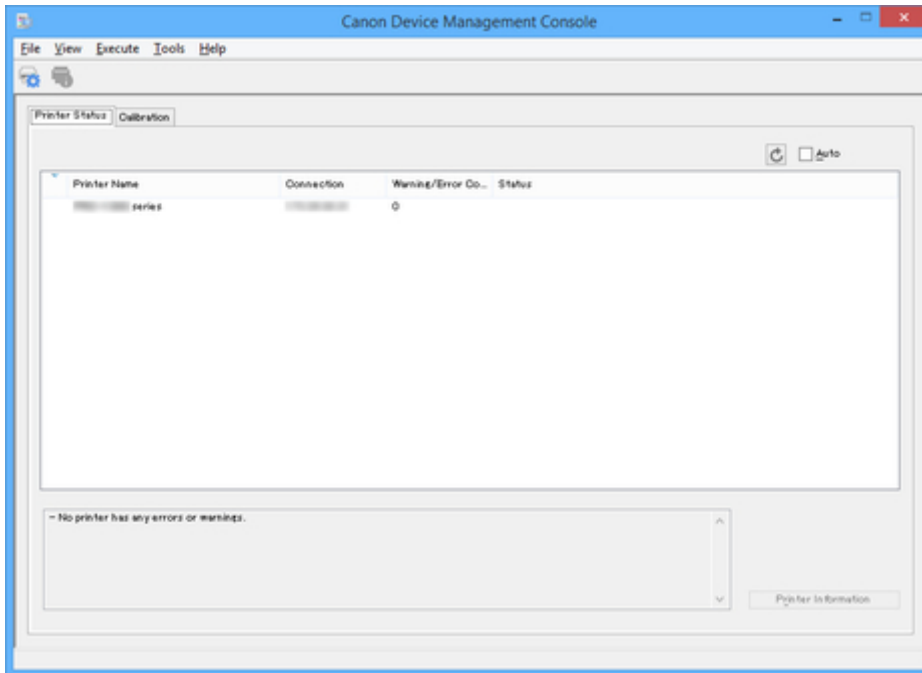 Canon Device Management Console
File View Execute Tools Help
Printer Status Calibration
Auto
Printer Name Connection Warning/Error Co... Status
series 0
- No printer has any errors or warnings.
Printer Information